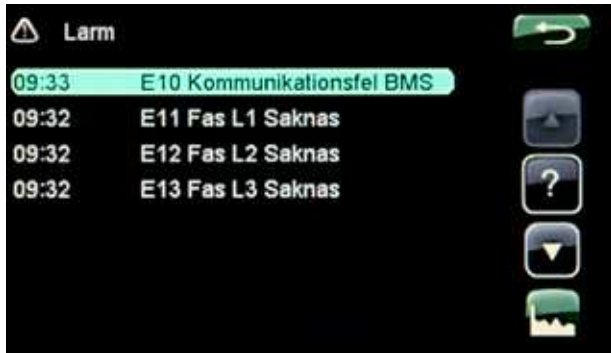 Larm
09:33 E10 Kommunikationsfel BMS
09:32 E11 Fas L1 Saknas
09:32 E12 Fas L2 Saknas
09:32 E13 Fas L3 Saknas
?